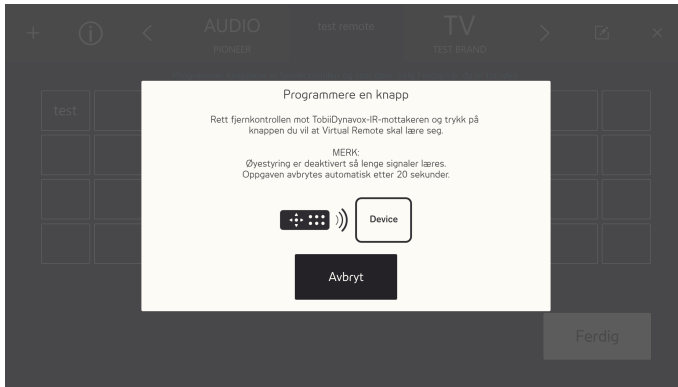 AUDIO
PIONEER
test remote
TV
TEST BRAND
test
Programmere en knapp
Rett fjernkontrollen mot TobiiDynavox-IR-mottakeren og trykk på
knappen du vil at Virtual Remote skal lære seg.
MERK:
Øyestyring er deaktivert så lenge signaler læres.
Oppgaven avbrytes automatisk etter 20 sekunder.
Device
Avbryt
Ferdig